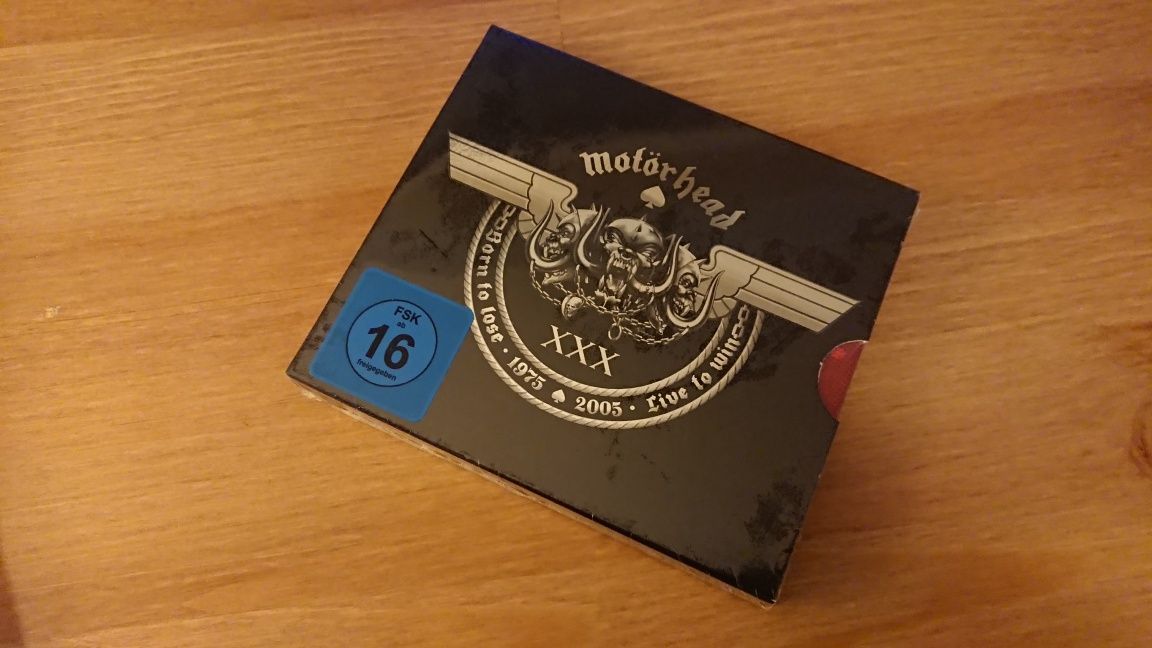 Motörhead
XXX
Born to lose · 1975 ♠ 2005 · Live to win
FSK
ab
16
freigegeben